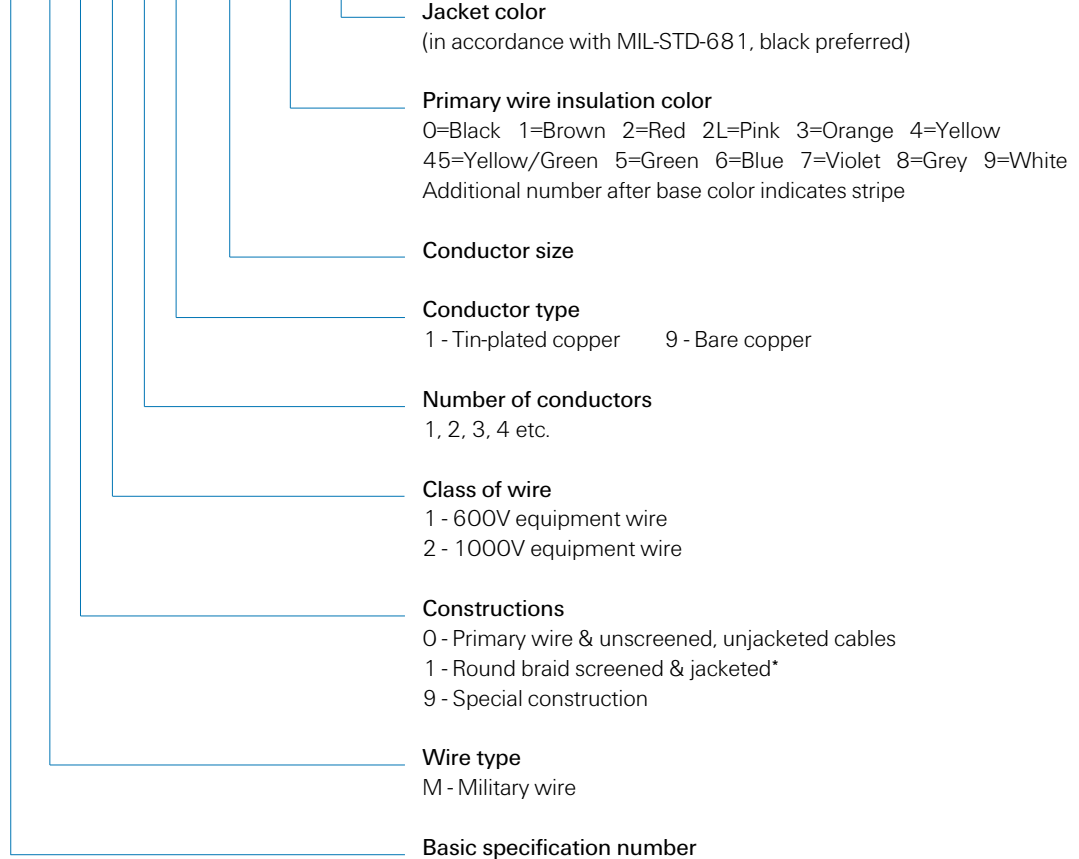 Jacket color
(in accordance with MIL-STD-681, black preferred)
Primary wire insulation color
0=Black 1=Brown 2=Red 2L=Pink 3=Orange 4=Yellow
45=Yellow/Green 5=Green 6=Blue 7=Violet 8=Grey 9=White
Additional number after base color indicates stripe
Conductor size
Conductor type
1 - Tin-plated copper 9 - Bare copper
Number of conductors
1, 2, 3, 4 etc.
Class of wire
1 - 600V equipment wire
2 - 1000V equipment wire
Constructions
0 - Primary wire & unscreened, unjacketed cables
1 - Round braid screened & jacketed*
9 - Special construction
Wire type
M - Military wire
Basic specification number